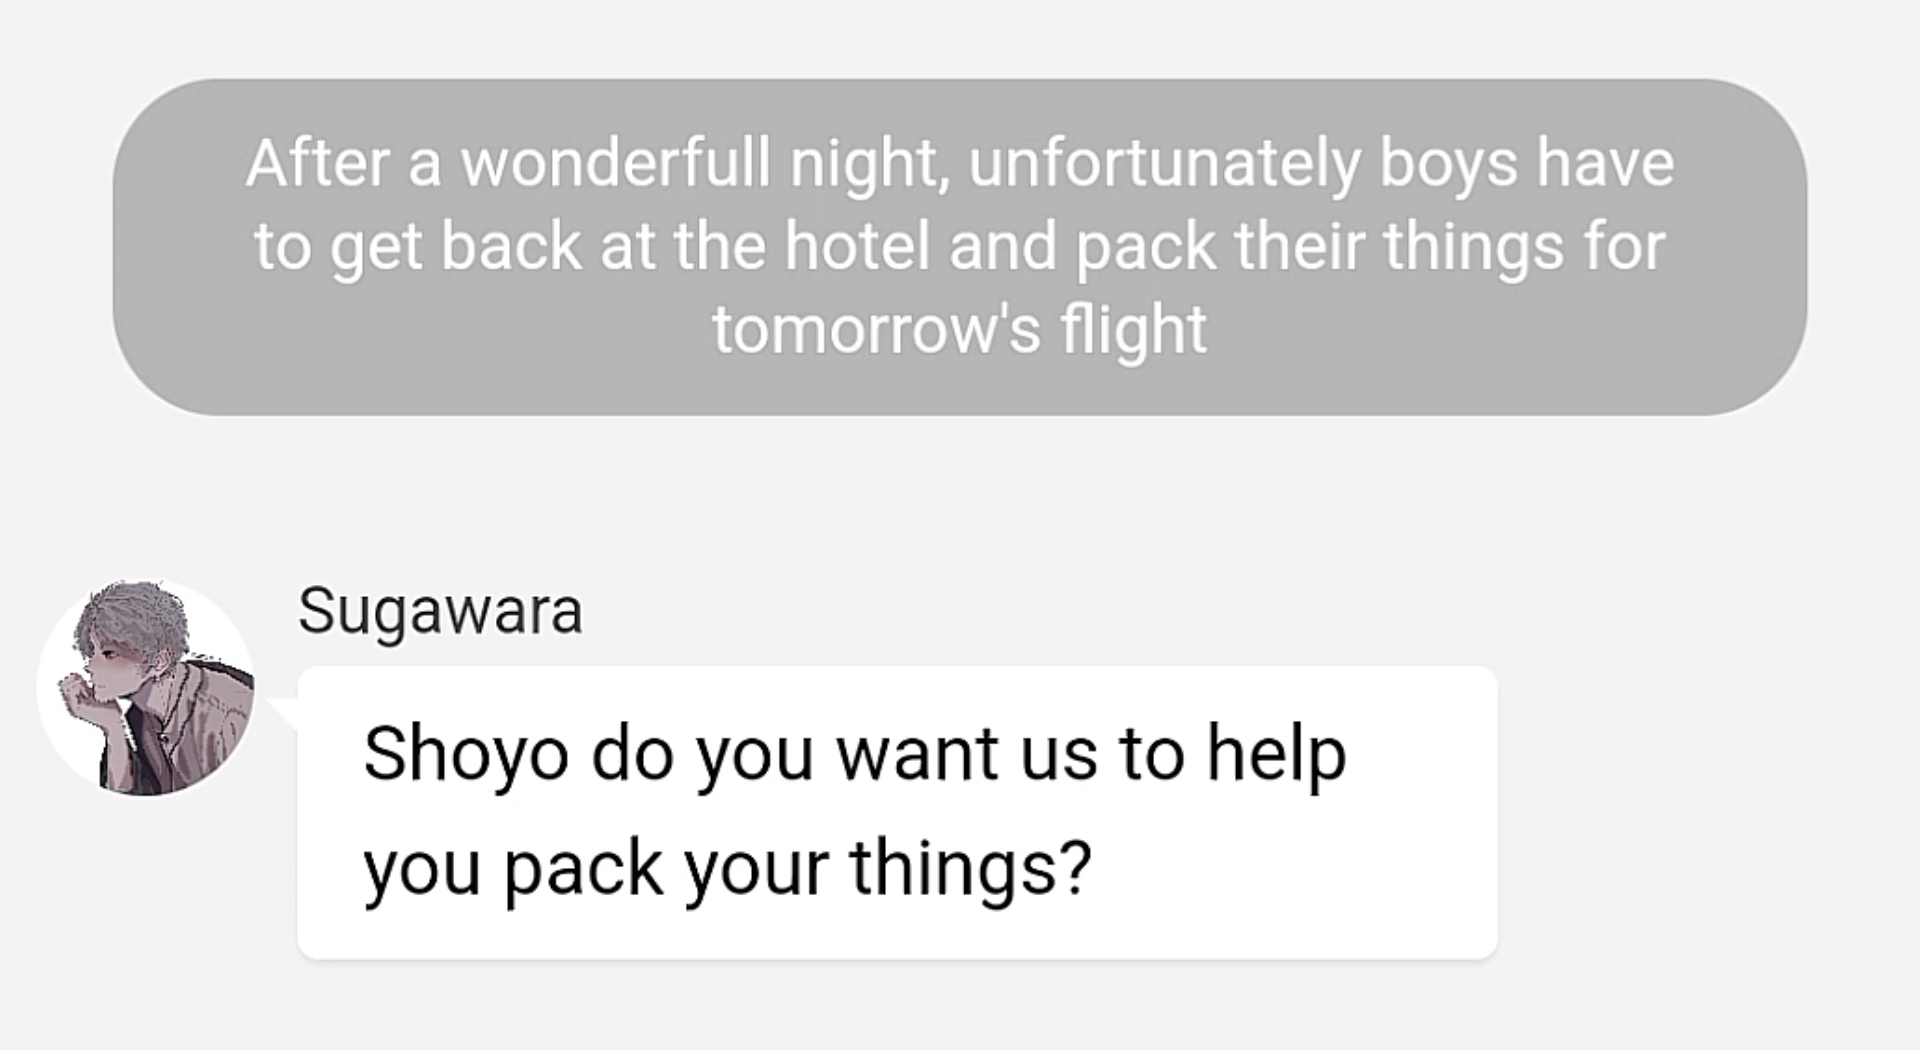 After a wonderfull night, unfortunately boys have
to get back at the hotel and pack their things for
tomorrow's flight
Sugawara
Shoyo do you want us to help
you pack your things?